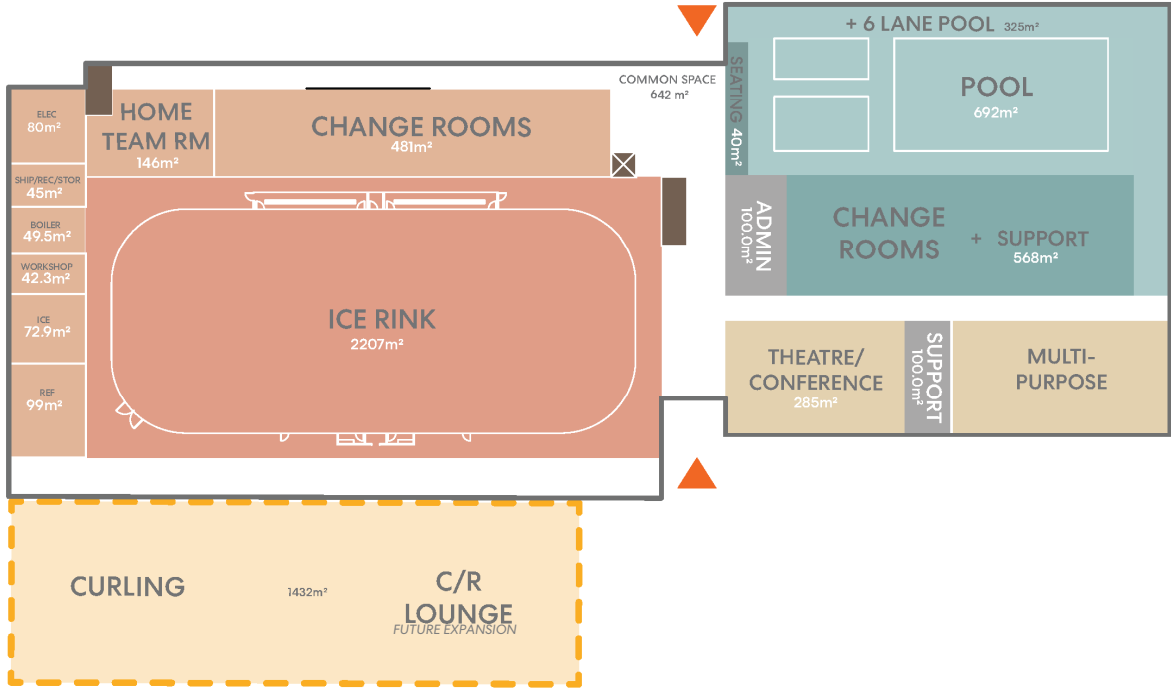 + 6 LANE POOL 325m²
COMMON SPACE
642 m²
SEATING 40m²
POOL
692m²
ELEC
80m²
HOME
TEAM RM
146m²
CHANGE ROOMS
481m²
SHIP/REC/STOR
45m²
BOILER
49.5m²
WORKSHOP
42.3m²
ICE
72.9m²
REF
99m²
ICE RINK
2207m²
ADMIN
100.0m²
CHANGE
ROOMS
+ SUPPORT
568m²
THEATRE/
CONFERENCE
285m²
SUPPORT
100.0m²
MULTI-
PURPOSE
CURLING
1432m²
C/R
LOUNGE
FUTURE EXPANSION